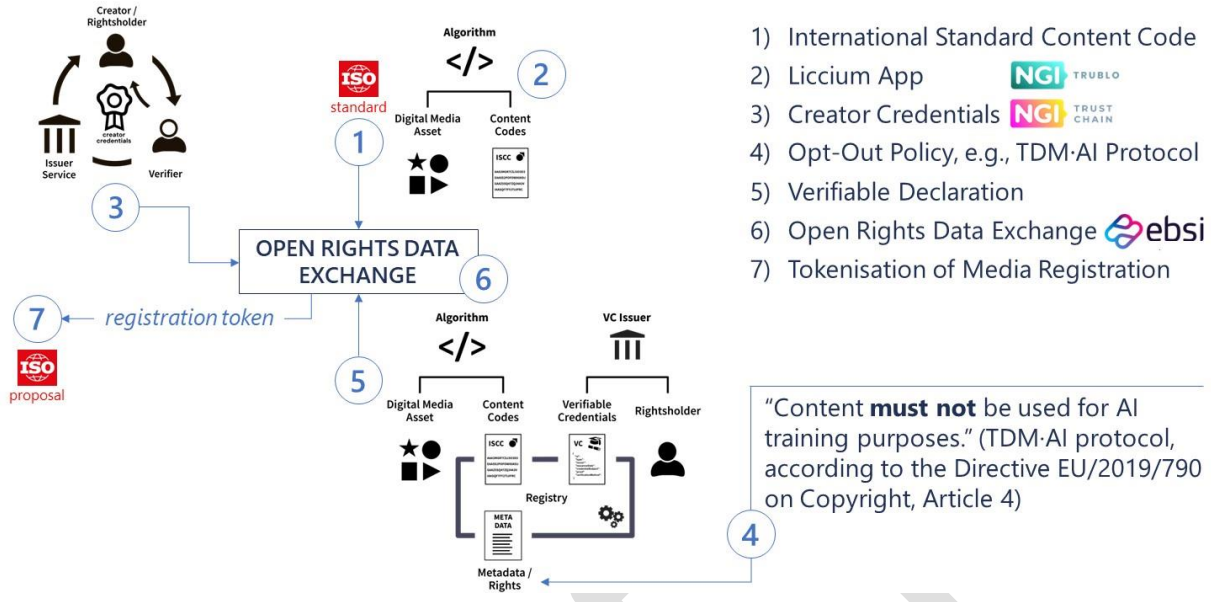 Creator /
Rightsholder
creator
credentials
Issuer
Service
Verifier
3
ISO
standard
1
Algorithm
</>
2
Digital Media
Asset
Content
Codes
ISCC
OPEN RIGHTS DATA
EXCHANGE
6
7
registration token
ISO
proposal
5
Algorithm
</>
VC Issuer
Digital Media
Asset
Content
Codes
Verifiable
Credentials
Rightsholder
ISCC
VC
Registry
META
DATA
Metadata /
Rights
1) International Standard Content Code
2) Liccium App NGI TRUBLO
3) Creator Credentials NGI TRUST
CHAIN
4) Opt-Out Policy, e.g., TDM·AI Protocol
5) Verifiable Declaration
6) Open Rights Data Exchange ebsi
7) Tokenisation of Media Registration
"Content must not be used for AI
training purposes." (TDM·AI protocol,
according to the Directive EU/2019/790
on Copyright, Article 4)
4